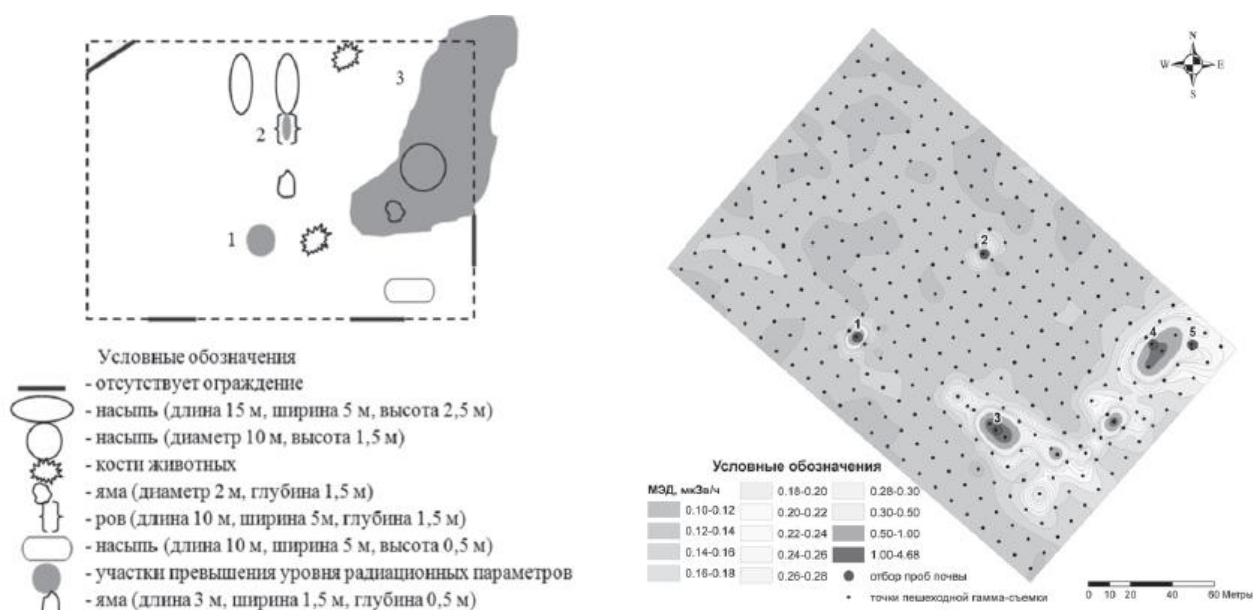 3
2
1
Условные обозначения
- отсутствует ограждение
- насыпь (длина 15 м, ширина 5 м, высота 2,5 м)
- насыпь (диаметр 10 м, высота 1,5 м)
- кости животных
- яма (диаметр 2 м, глубина 1,5 м)
- ров (длина 10 м, ширина 5м, глубина 1,5 м)
- насыпь (длина 10 м, ширина 5 м, высота 0,5 м)
- участки превышения уровня радиационных параметров
- яма (длина 3 м, ширина 1,5 м, глубина 0,5 м)
N
W E
S
2
1
4 5
3
Условные обозначения
МЭД, мкЗв/ч
0.10-0.12
0.12-0.14
0.14-0.16
0.16-0.18
0.18-0.20
0.20-0.22
0.22-0.24
0.24-0.26
0.26-0.28
0.28-0.30
0.30-0.50
0.50-1.00
1.00-4.68
отбор проб почвы
точки пешеходной гамма-съемки
0 10 20 40 60 Метры